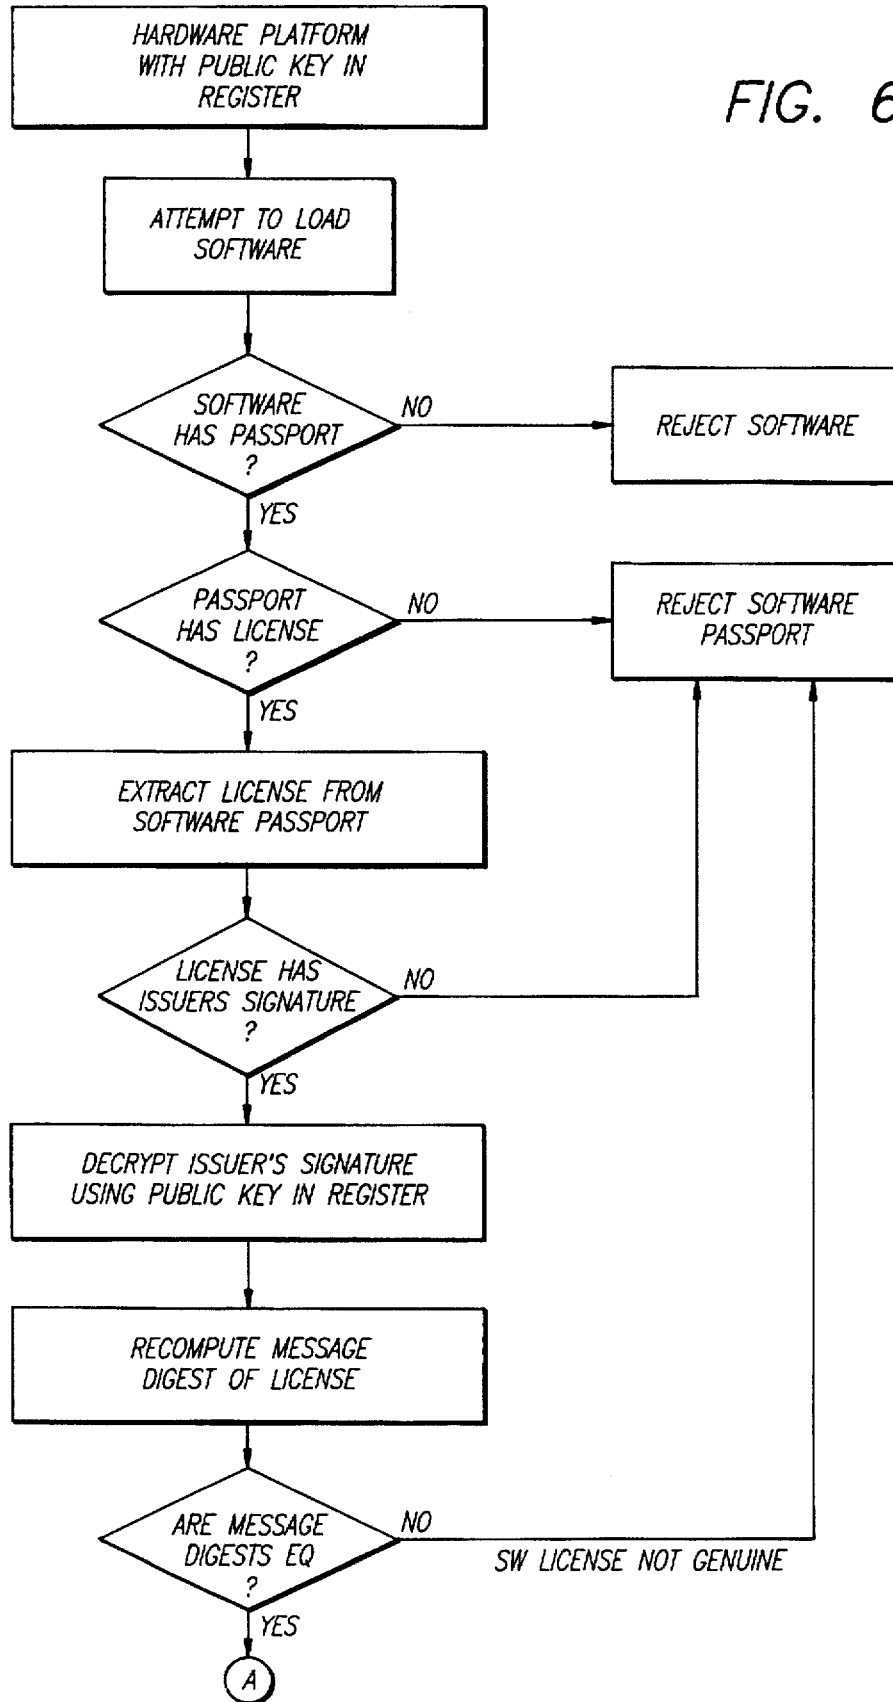 HARDWARE PLATFORM
WITH PUBLIC KEY IN
REGISTER
FIG. 6
ATTEMPT TO LOAD
SOFTWARE
SOFTWARE
HAS PASSPORT
?
NO
REJECT SOFTWARE
YES
PASSPORT
HAS LICENSE
?
NO
REJECT SOFTWARE
PASSPORT
YES
EXTRACT LICENSE FROM
SOFTWARE PASSPORT
LICENSE HAS
ISSUERS SIGNATURE
?
NO
YES
DECRYPT ISSUER'S SIGNATURE
USING PUBLIC KEY IN REGISTER
RECOMPUTE MESSAGE
DIGEST OF LICENSE
ARE MESSAGE
DIGESTS EQ
?
NO
SW LICENSE NOT GENUINE
YES
A